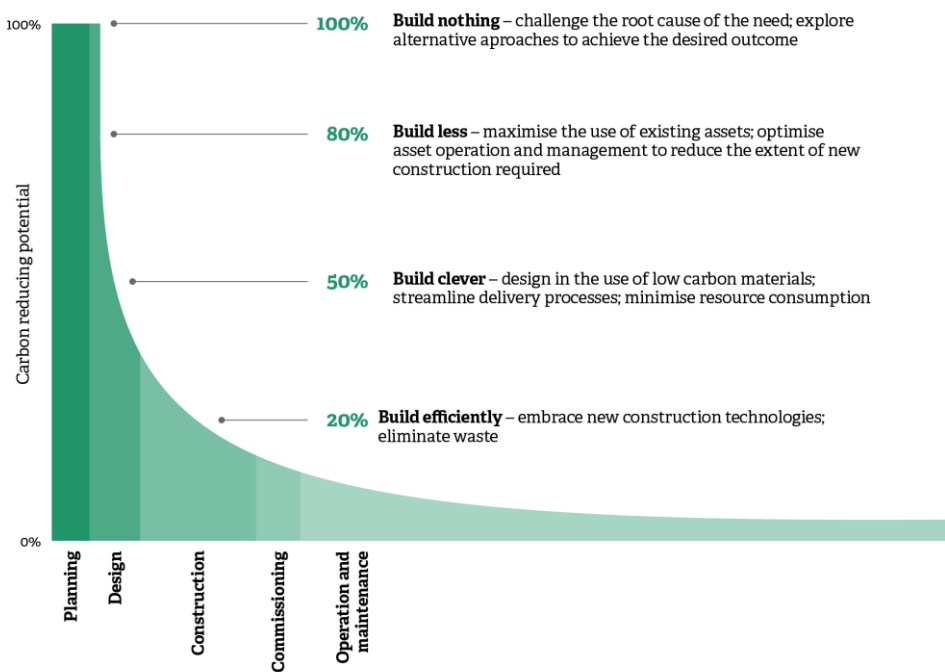 100%
100%
Build nothing – challenge the root cause of the need; explore
alternative aproaches to achieve the desired outcome
80%
Build less – maximise the use of existing assets; optimise
asset operation and management to reduce the extent of new
construction required
Carbon reducing potential
50%
Build clever – design in the use of low carbon materials;
streamline delivery processes; minimise resource consumption
20%
Build efficiently – embrace new construction technologies;
eliminate waste
0%
Planning
Design
Construction
Commissioning
Operation and
maintenance